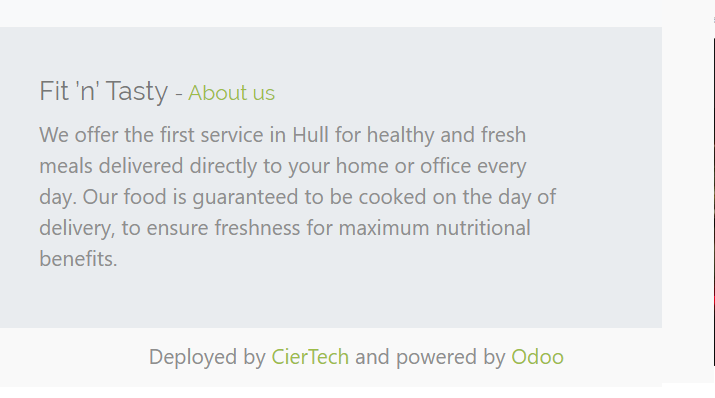 Fit 'n' Tasty - About us
We offer the first service in Hull for healthy and fresh
meals delivered directly to your home or office every
day. Our food is guaranteed to be cooked on the day of
delivery, to ensure freshness for maximum nutritional
benefits.
Deployed by CierTech and powered by Odoo